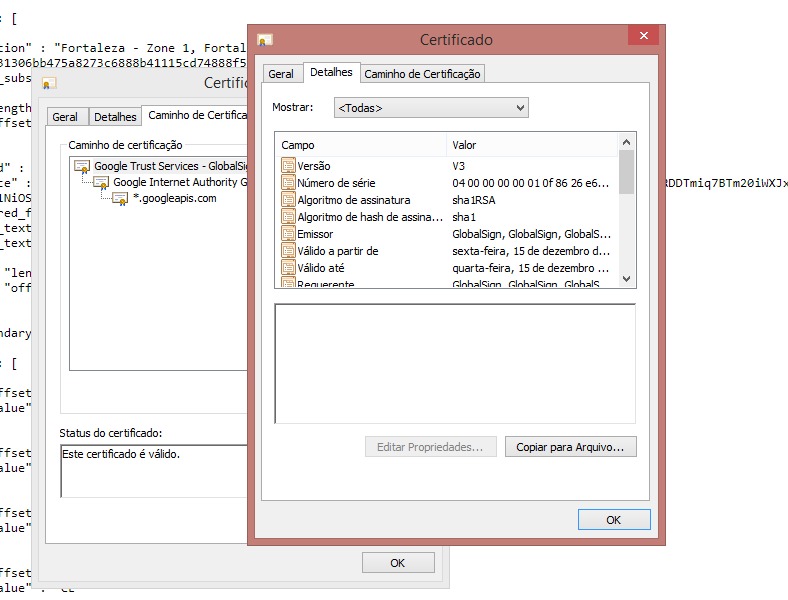 : [
cion" : "Fortaleza - Zone 1, Fortal
31306bb475a8273c6888b41115cd74888f5
_subs
length
ffset
d" :
ce" :
RDDTmiq7BTm20iWXJx
1NiOS
red_f
_text
_text
"len
"off
ndary
: [
ffset
alue"
ffset
alue"
ffset
alue"
ffset
alue" : "CE"
Certific
Geral
Detalhes
Caminho de Certifica
Caminho de certificação
Google Trust Services - GlobalSi
Google Internet Authority G
*.googleapis.com
Status do certificado:
Este certificado é válido.
OK
Certificado
Geral
Detalhes
Caminho de Certificação
Mostrar:
<Todas>
Campo Valor
Versão V3
Número de série 04 00 00 00 00 01 0f 86 26 e6...
Algoritmo de assinatura sha1RSA
Algoritmo de hash de assina... sha1
Emissor GlobalSign, GlobalSign, GlobalS...
Válido a partir de sexta-feira, 15 de dezembro d...
Válido até quarta-feira, 15 de dezembro ...
Requerente GlobalSign, GlobalSign, GlobalS...
Editar Propriedades...
Copiar para Arquivo...
OK